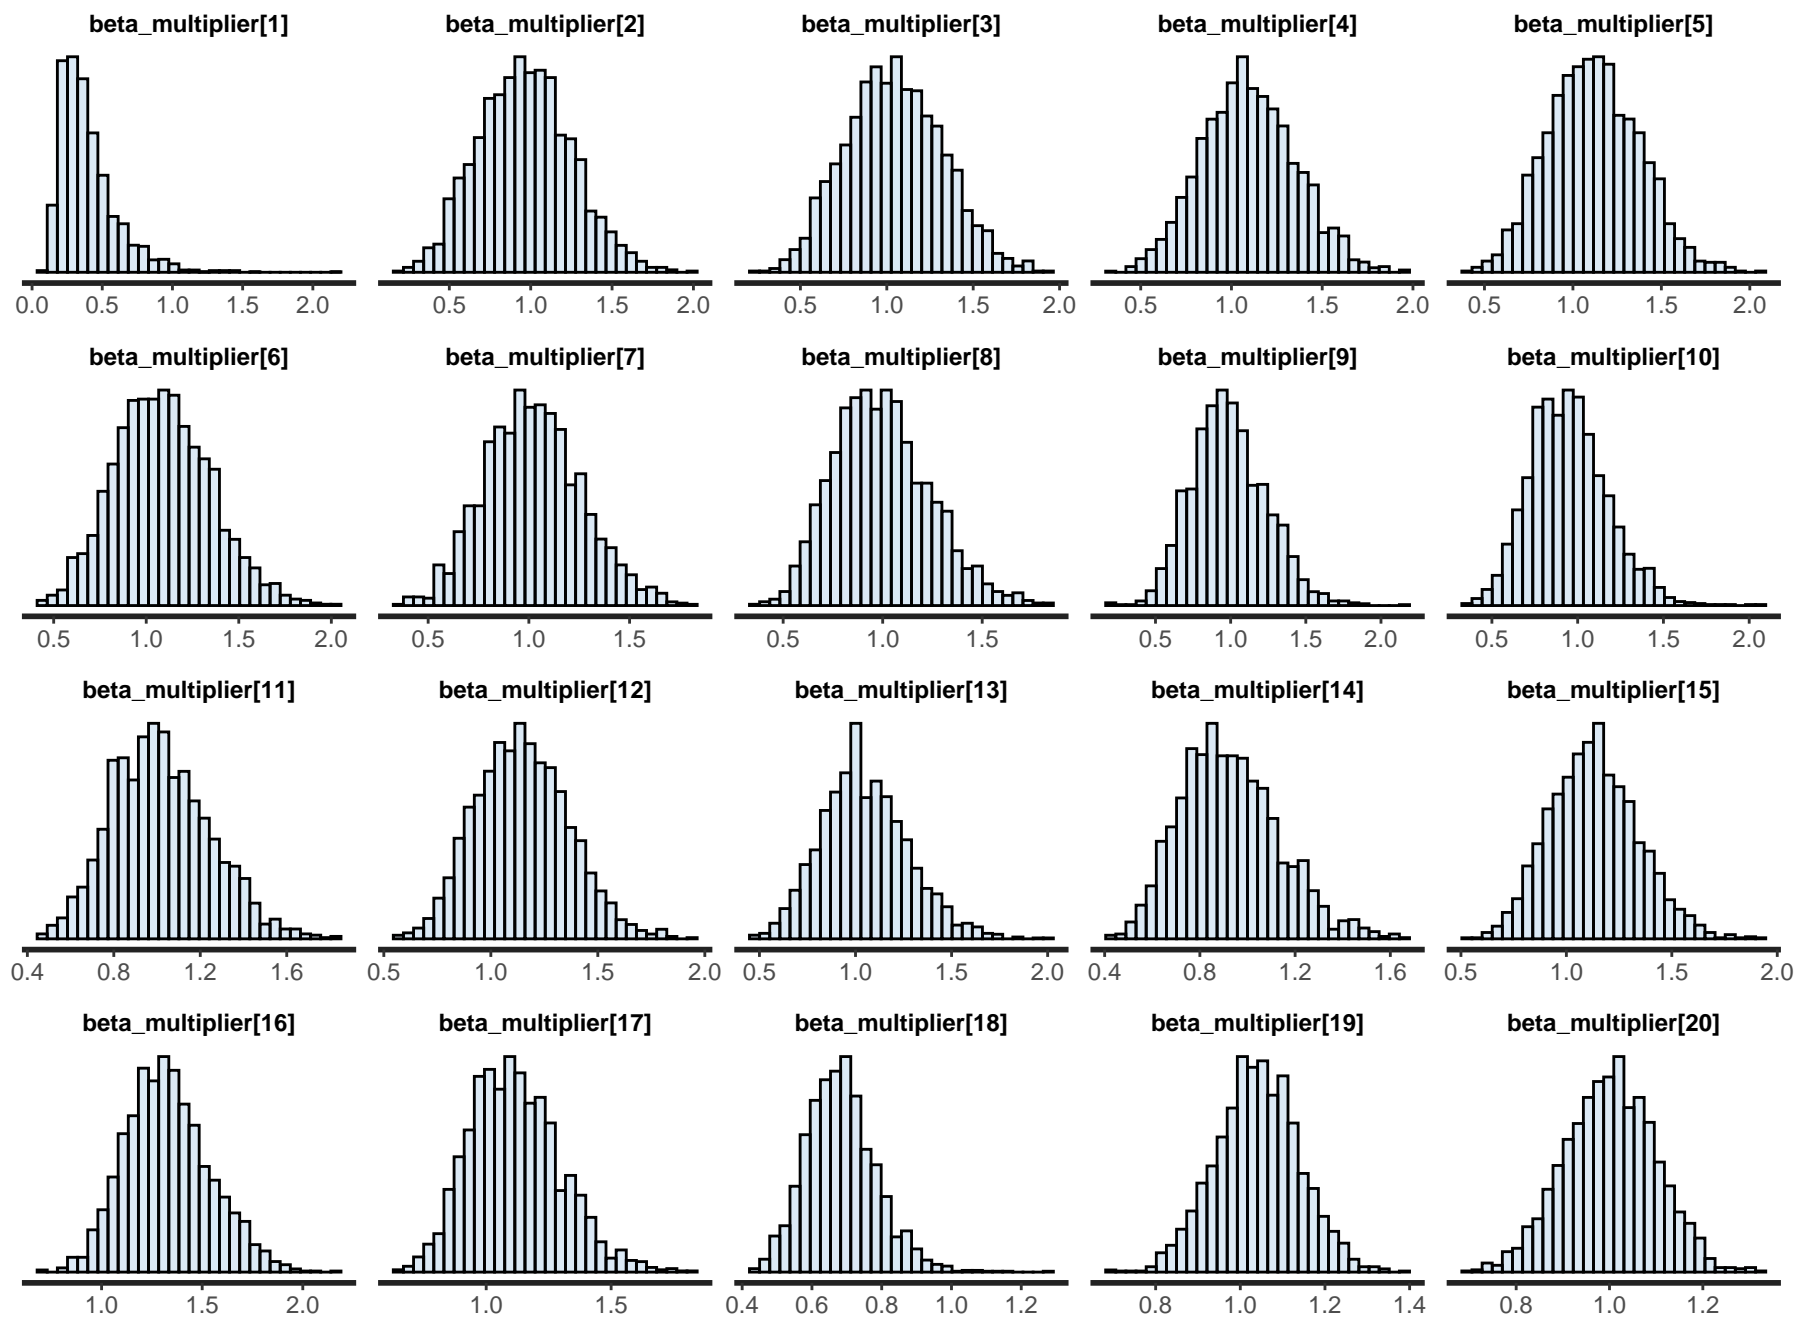 beta_multiplier[1] beta_multiplier[2] beta_multiplier[3] beta_multiplier[4] beta_multiplier[5]
0.0 0.5 1.0 1.5 2.0 0.5 1.0 1.5 2.0 0.5 1.0 1.5 2.0 0.5 1.0 1.5 2.0 0.5 1.0 1.5 2.0
beta_multiplier[6] beta_multiplier[7] beta_multiplier[8] beta_multiplier[9] beta_multiplier[10]
0.5 1.0 1.5 2.0 0.5 1.0 1.5 0.5 1.0 1.5 0.5 1.0 1.5 2.0 0.5 1.0 1.5 2.0
beta_multiplier[11] beta_multiplier[12] beta_multiplier[13] beta_multiplier[14] beta_multiplier[15]
0.4 0.8 1.2 1.6 0.5 1.0 1.5 2.0 0.5 1.0 1.5 2.0 0.4 0.8 1.2 1.6 0.5 1.0 1.5 2.0
beta_multiplier[16] beta_multiplier[17] beta_multiplier[18] beta_multiplier[19] beta_multiplier[20]
1.0 1.5 2.0 1.0 1.5 0.4 0.6 0.8 1.0 1.2 0.8 1.0 1.2 1.4 0.8 1.0 1.2